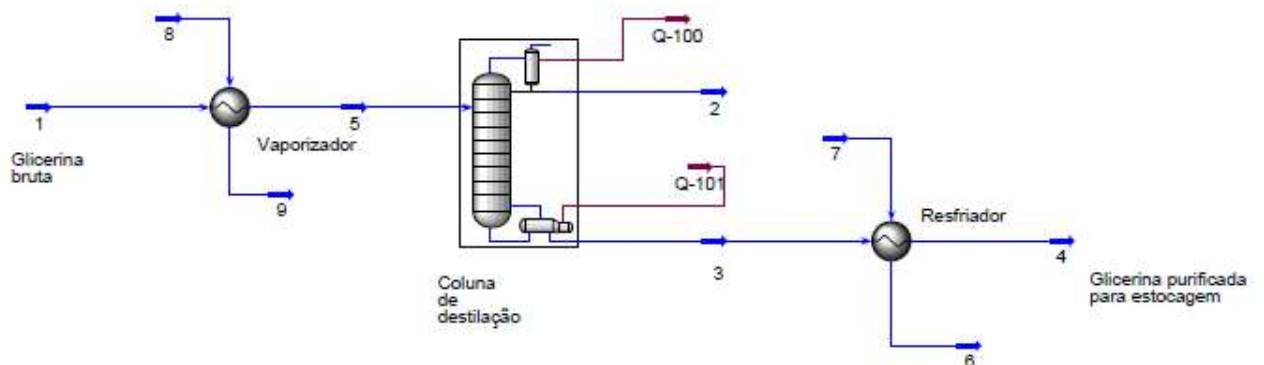 8
Q-100
1
5
2
Vaporizador
Glicerina
bruta
9
Q-101
7
Resfriador
3
4
Coluna
de
destilação
Glicerina purificada
para estocagem
6